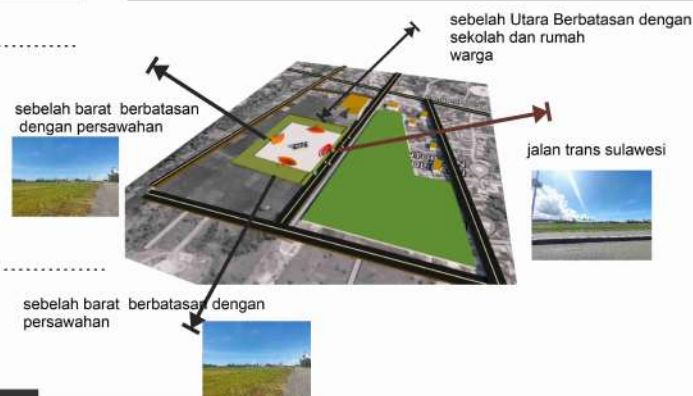 sebelah Utara Berbatasan dengan
sekolah dan rumah
warga
sebelah barat  berbatasan
dengan persawahan
jalan trans sulawesi
sebelah barat  berbatasan dengan
persawahan